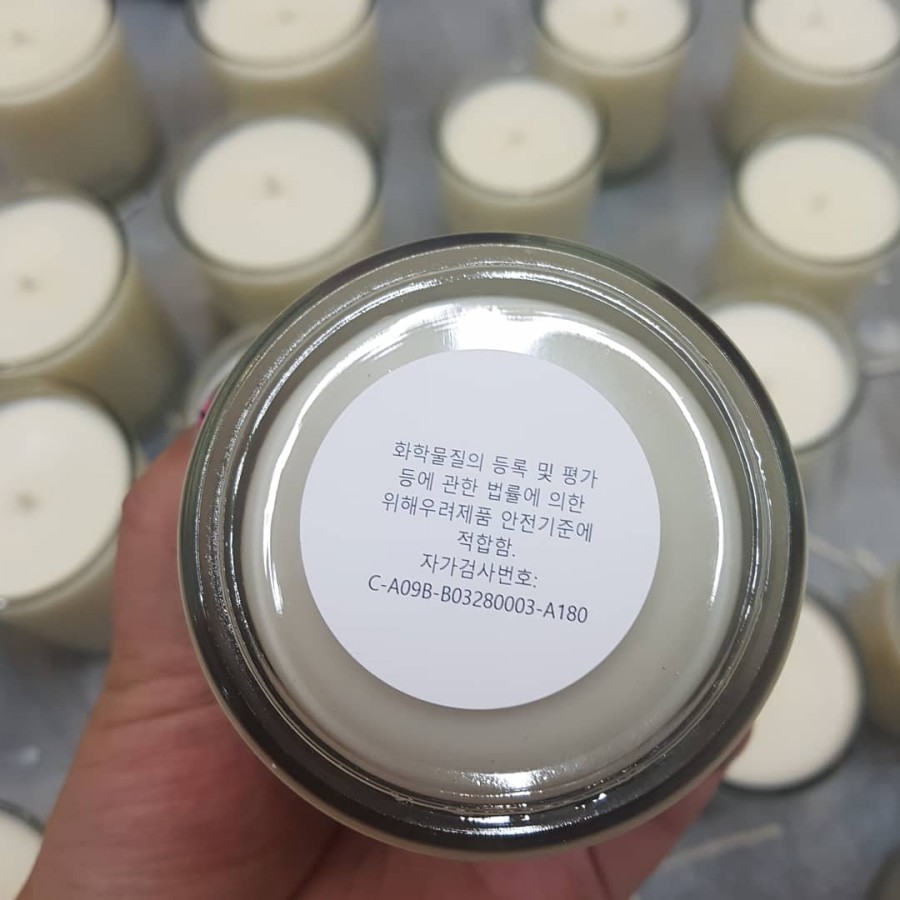 화학물질의 등록 및 평가
등에 관한 법률에 의한
위해우려제품 안전기준에
적합함.
자가검사번호:
C-A09B-B03280003-A180